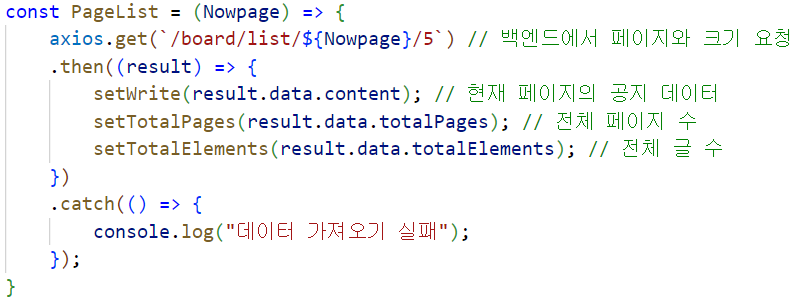 const PageList = (Nowpage) => {
    axios.get(`/board/list/${Nowpage}/5`) // 백엔드에서 페이지와 크기 요청
    .then((result) => {
        setWrite(result.data.content); // 현재 페이지의 공지 데이터
        setTotalPages(result.data.totalPages); // 전체 페이지 수
        setTotalElements(result.data.totalElements); // 전체 글 수
    })
    .catch(() => {
        console.log("데이터 가져오기 실패");
    });
}